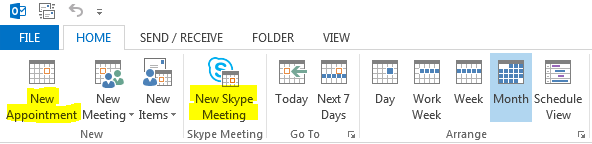 FILE HOME SEND / RECEIVE FOLDER VIEW
New Appointment
New Meeting
New Items
New Skype Meeting
Today
Next 7 Days
Day
Work Week
Week
Month
Schedule View
New
Skype Meeting
Go To
Arrange